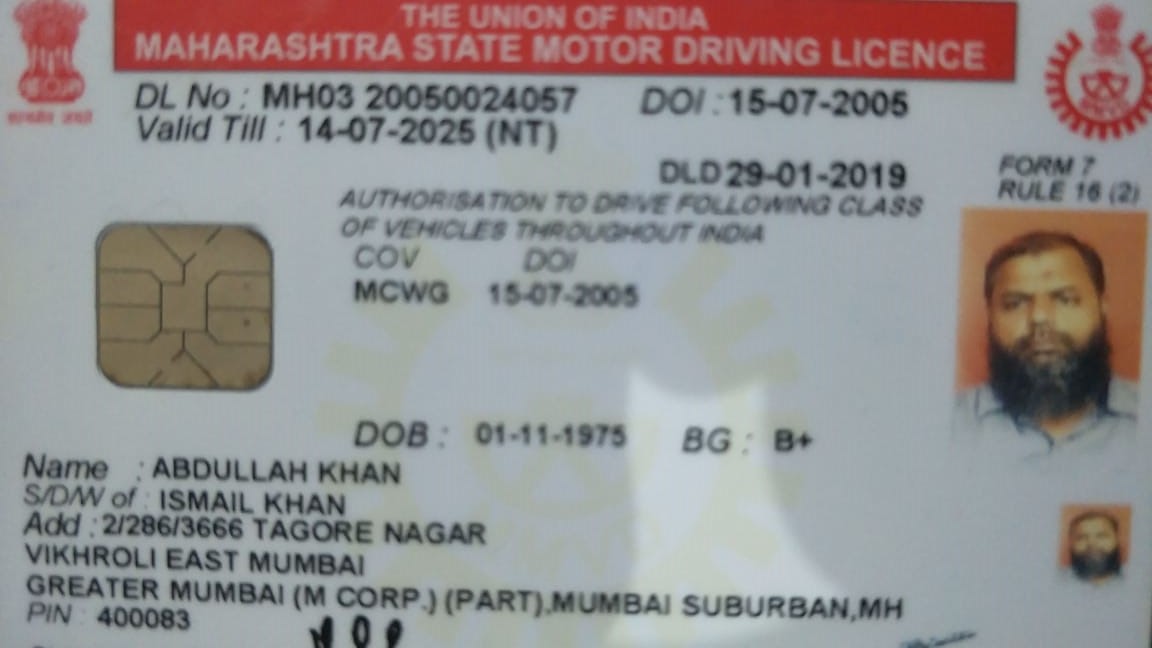 THE UNION OF INDIA
MAHARASHTRA STATE MOTOR DRIVING LICENCE
DL No : MH03 20050024057 DOI : 15-07-2005
Valid Till : 14-07-2025 (NT)
DLD 29-01-2019
FORM 7
RULE 16 (2)
AUTHORISATION TO DRIVE FOLLOWING CLASS
OF VEHICLES THROUGHOUT INDIA
COV DOI
MCWG 15-07-2005
DOB : 01-11-1975 BG : B+
Name : ABDULLAH KHAN
S/D/W of : ISMAIL KHAN
Add : 2/286/3666 TAGORE NAGAR
VIKHROLI EAST MUMBAI
GREATER MUMBAI (M CORP.) (PART),MUMBAI SUBURBAN,MH
PIN : 400083